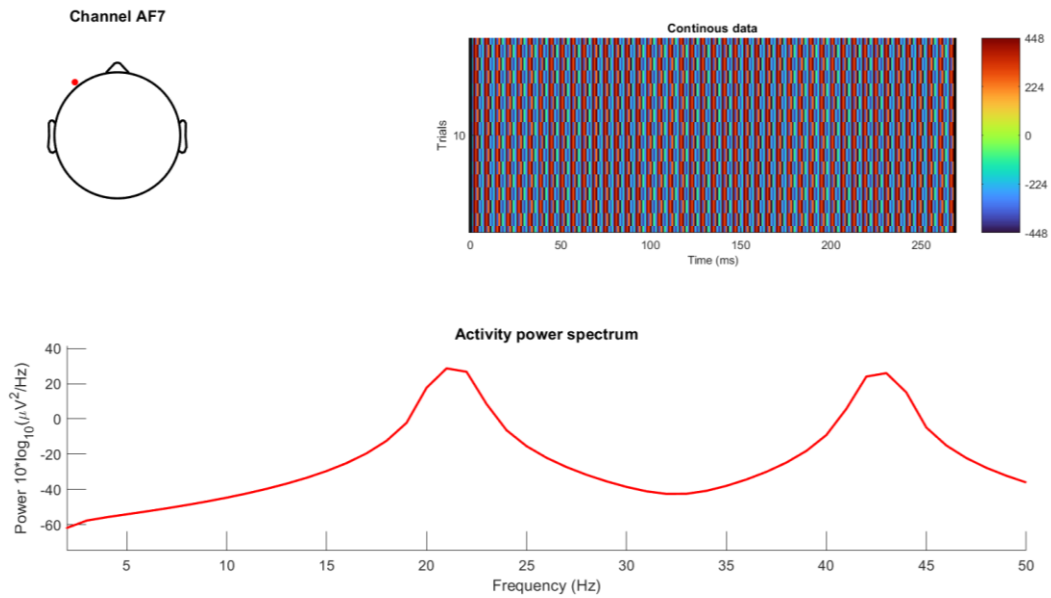 Channel AF7
Continous data
448
224
0
-224
-448
Trials
10
0 50 100 150 200 250
Time (ms)
Activity power spectrum
Power 10*log₁₀(μV²/Hz)
40
20
0
-20
-40
-60
5 10 15 20 25 30 35 40 45 50
Frequency (Hz)